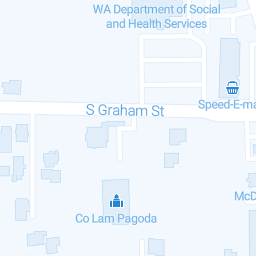 WA Department of Social
and Health Services
S Graham St
Speed-E-ma
McD
Co Lam Pagoda